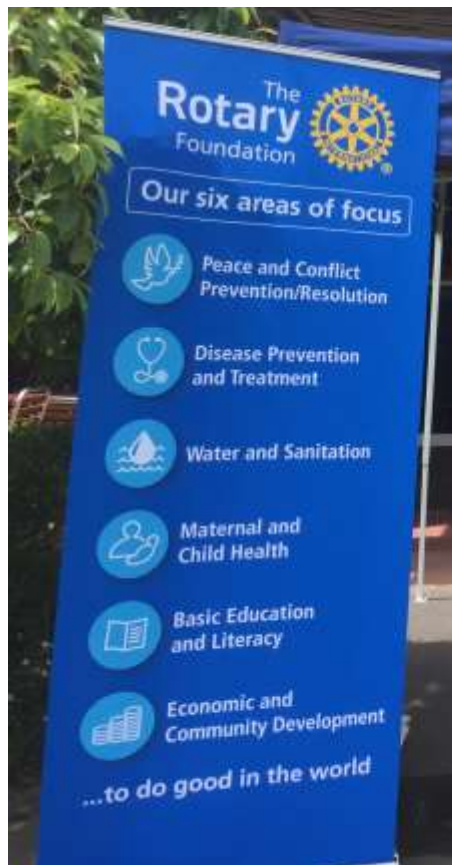 The
Rotary
Foundation
Our six areas of focus
Peace and Conflict
Prevention/Resolution
Disease Prevention
and Treatment
Water and Sanitation
Maternal and
Child Health
Basic Education
and Literacy
Economic and
Community Development
...to do good in the world